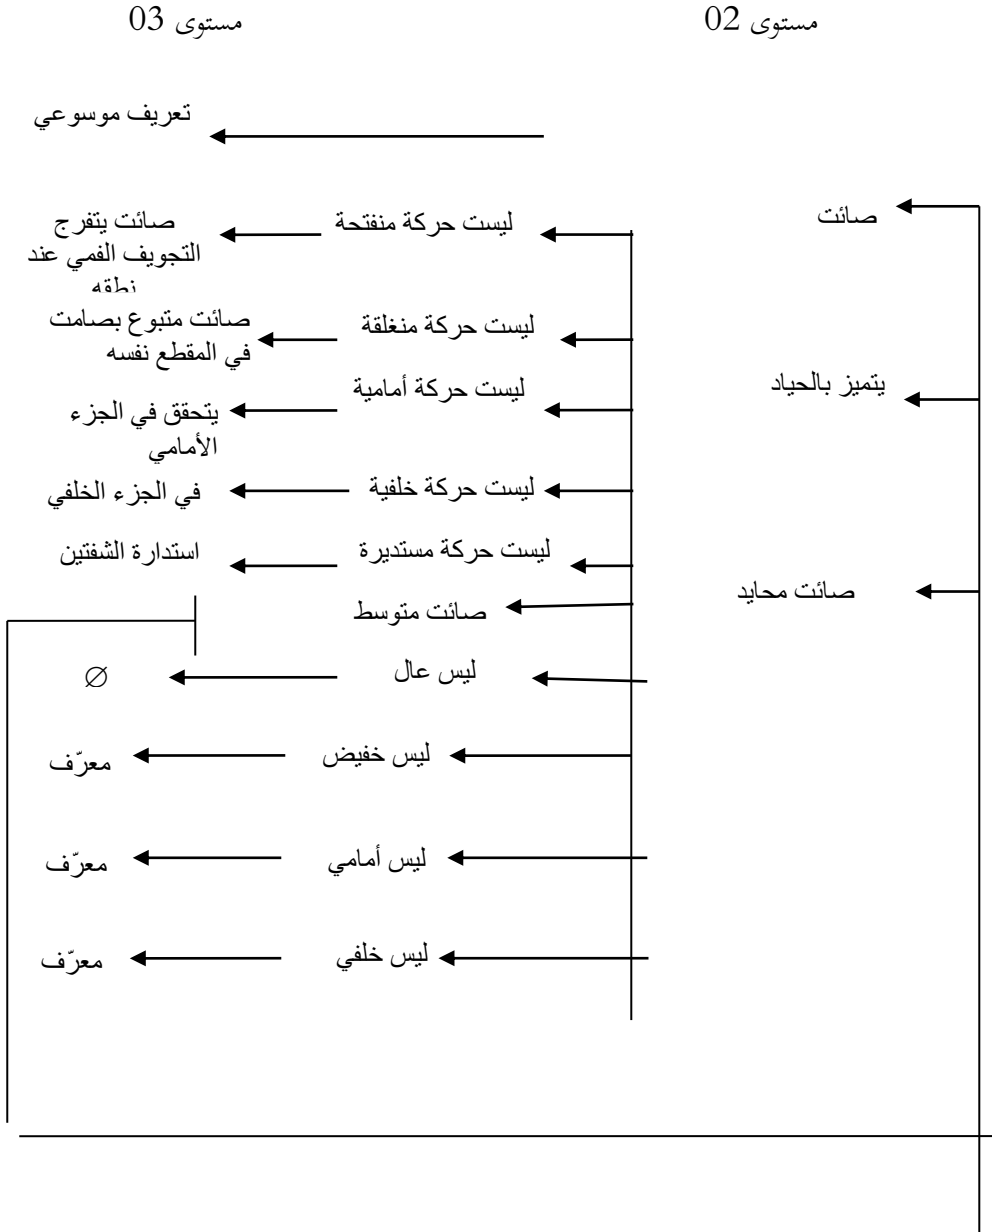 مستوى 02
مستوى 03
تعريف موسوعي
صائت
ليست حركة منفتحة
صائت يتفرج
التجويف الفمي عند
نطقه
ليست حركة منغلقة
صائت متبوع بصامت
في المقطع نفسه
يتميز بالحياد
ليست حركة أمامية
يتحقق في الجزء
الأمامي
ليست حركة خلفية
في الجزء الخلفي
ليست حركة مستديرة
استدارة الشفتين
صائت محايد
صائت متوسط
ليس عال
∅
ليس خفيض
معرّف
ليس أمامي
معرّف
ليس خلفي
معرّف